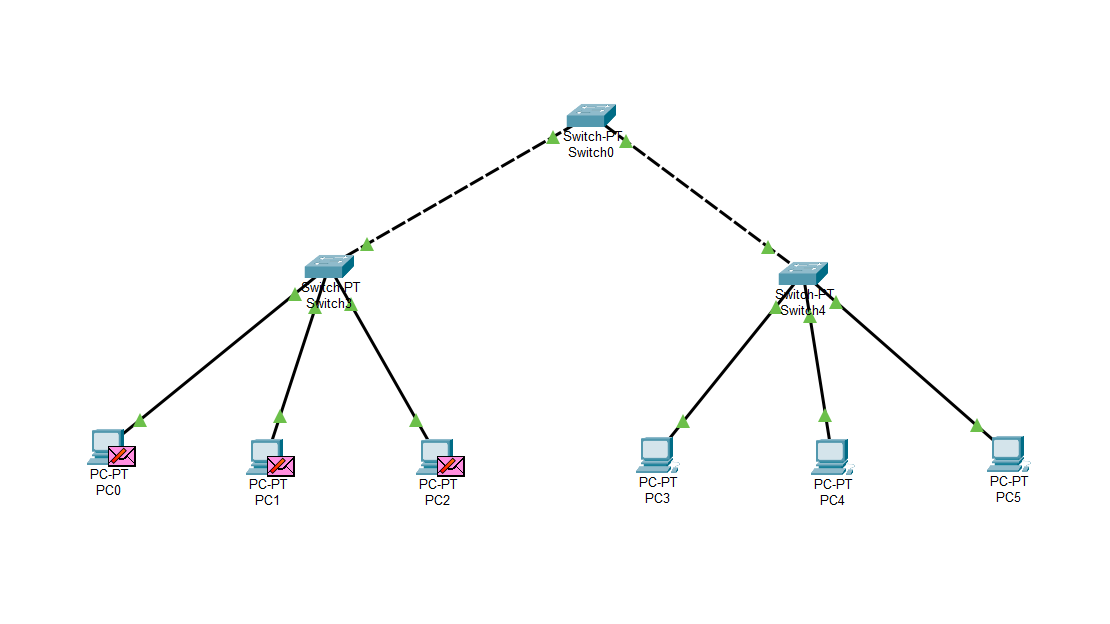 Switch-PT
Switch0
Switch-PT
Switch3
Switch-PT
Switch4
PC-PT
PC0
PC-PT
PC1
PC-PT
PC2
PC-PT
PC3
PC-PT
PC4
PC-PT
PC5